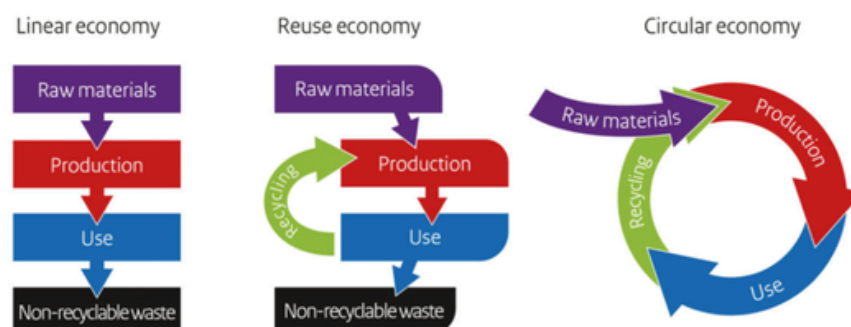 Linear economy
Raw materials
Production
Use
Non-recyclable waste
Reuse economy
Raw materials
Production
Recycling
Use
Non-recyclable waste
Circular economy
Raw materials
Production
Recycling
Use